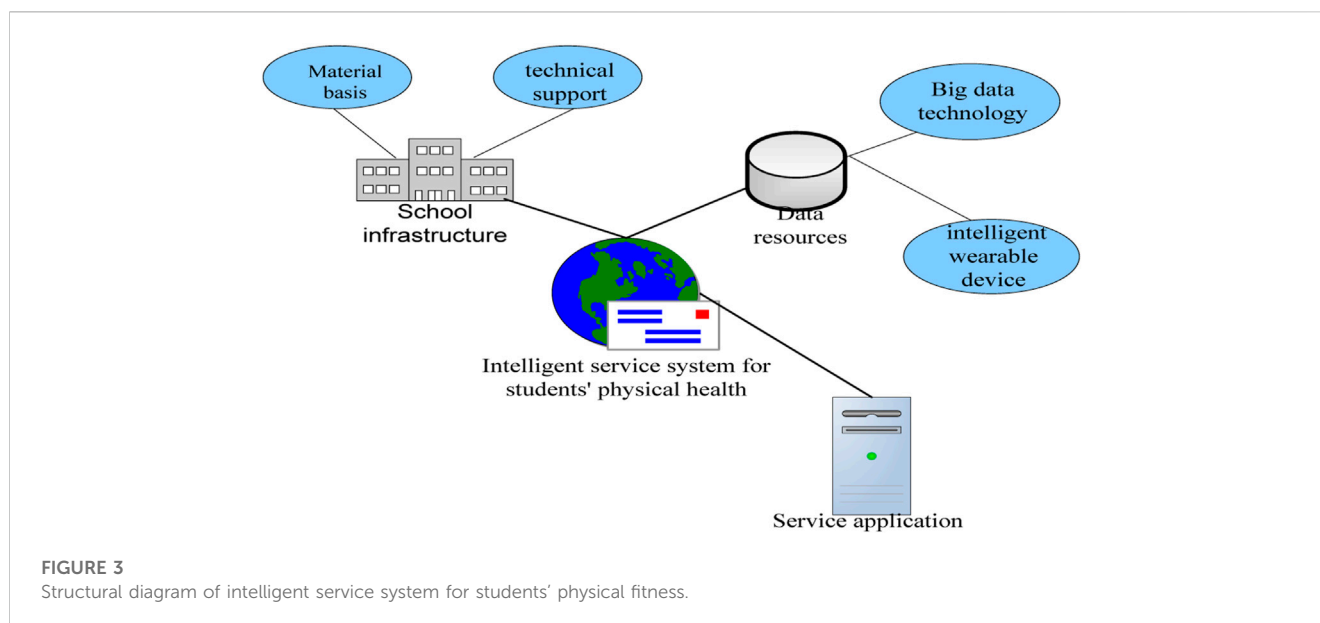 Material
basis
technical
support
Big data
technology
School
infrastructure
Data
resources
intelligent
wearable
device
Intelligent service system for
students' physical health
Service application
FIGURE 3
Structural diagram of intelligent service system for students’ physical fitness.